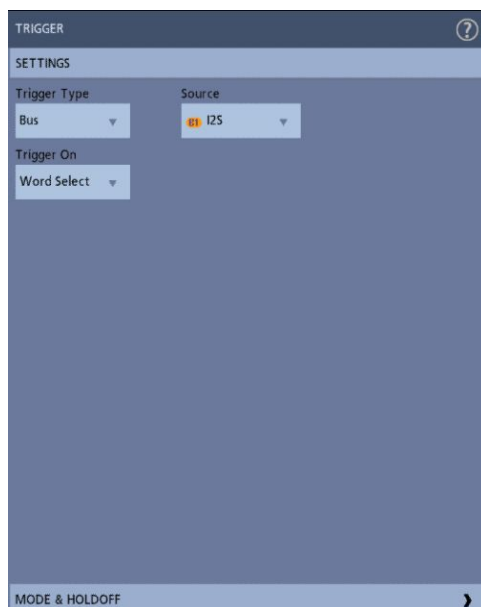 TRIGGER ?
SETTINGS
Trigger Type Source
Bus B1 I2S
Trigger On
Word Select
MODE & HOLDOFF